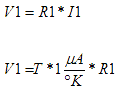 V1 = R1* I1
V1 = T *1 μA/°K * R1